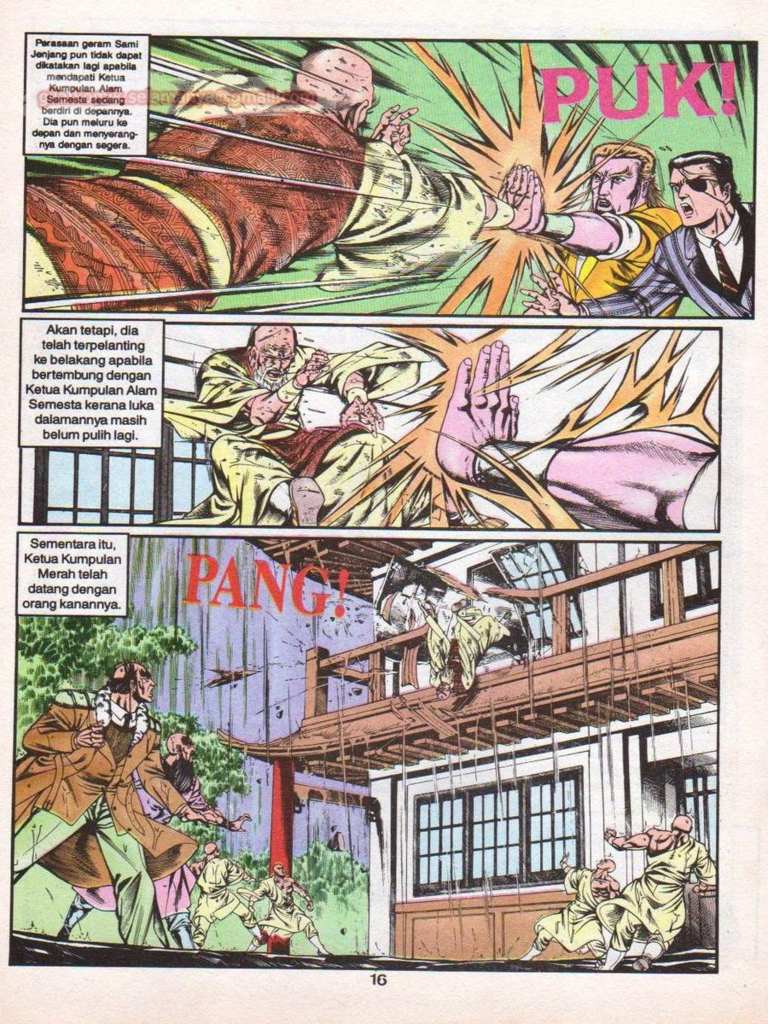 Perasaan geram Sami
Jenjang pun tidak dapat
dikatakan lagi apabila
mendapati Ketua
Kumpulan Alam
Semesta sedang
berdiri di depannya.
Dia pun meluru ke
depan dan menyerang-
nya dengan segera.
PUK!
Akan tetapi, dia
telah terpelanting
ke belakang apabila
bertembung dengan
Ketua Kumpulan Alam
Semesta kerana luka
dalamannya masih
belum pulih lagi.
Sementara itu,
Ketua Kumpulan
Merah telah
datang dengan
orang kanannya.
PANG!
16